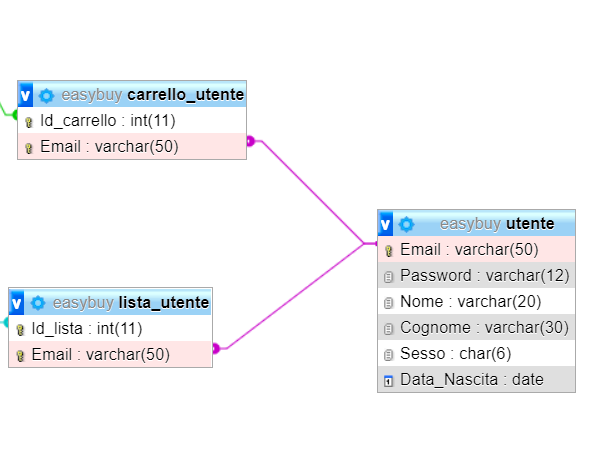 v easybuy carrello_utente
Id_carrello : int(11)
Email : varchar(50)
v easybuy utente
Email : varchar(50)
Password : varchar(12)
Nome : varchar(20)
Cognome : varchar(30)
Sesso : char(6)
Data_Nascita : date
v easybuy lista_utente
Id_lista : int(11)
Email : varchar(50)